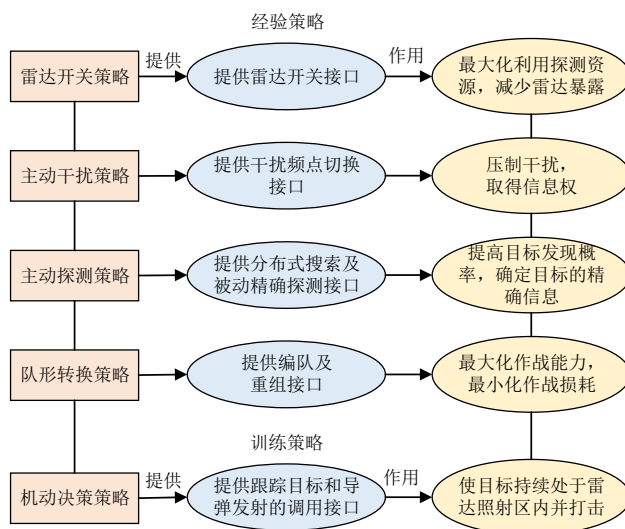 经验策略
提供
作用
雷达开关策略
提供雷达开关接口
最大化利用探测资
源，减少雷达暴露
主动干扰策略
提供干扰频点切换
接口
压制干扰，
取得信息权
主动探测策略
提供分布式搜索及
被动精确探测接口
提高目标发现概
率，确定目标的精
确信息
队形转换策略
提供编队及
重组接口
最大化作战能力，
最小化作战损耗
训练策略
提供
作用
机动决策策略
提供跟踪目标和导
弹发射的调用接口
使目标持续处于雷
达照射区内并打击